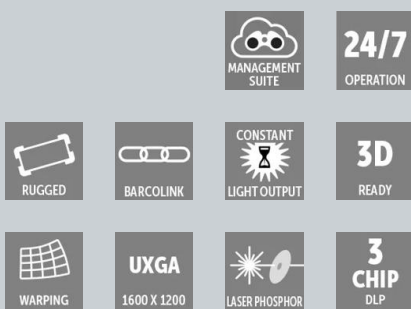 MANAGEMENT
SUITE
24/7
OPERATION
RUGGED
BARCOLINK
CONSTANT
LIGHT OUTPUT
3D
READY
WARPING
UXGA
1600 X 1200
LASER PHOSPHOR
3
CHIP
DLP